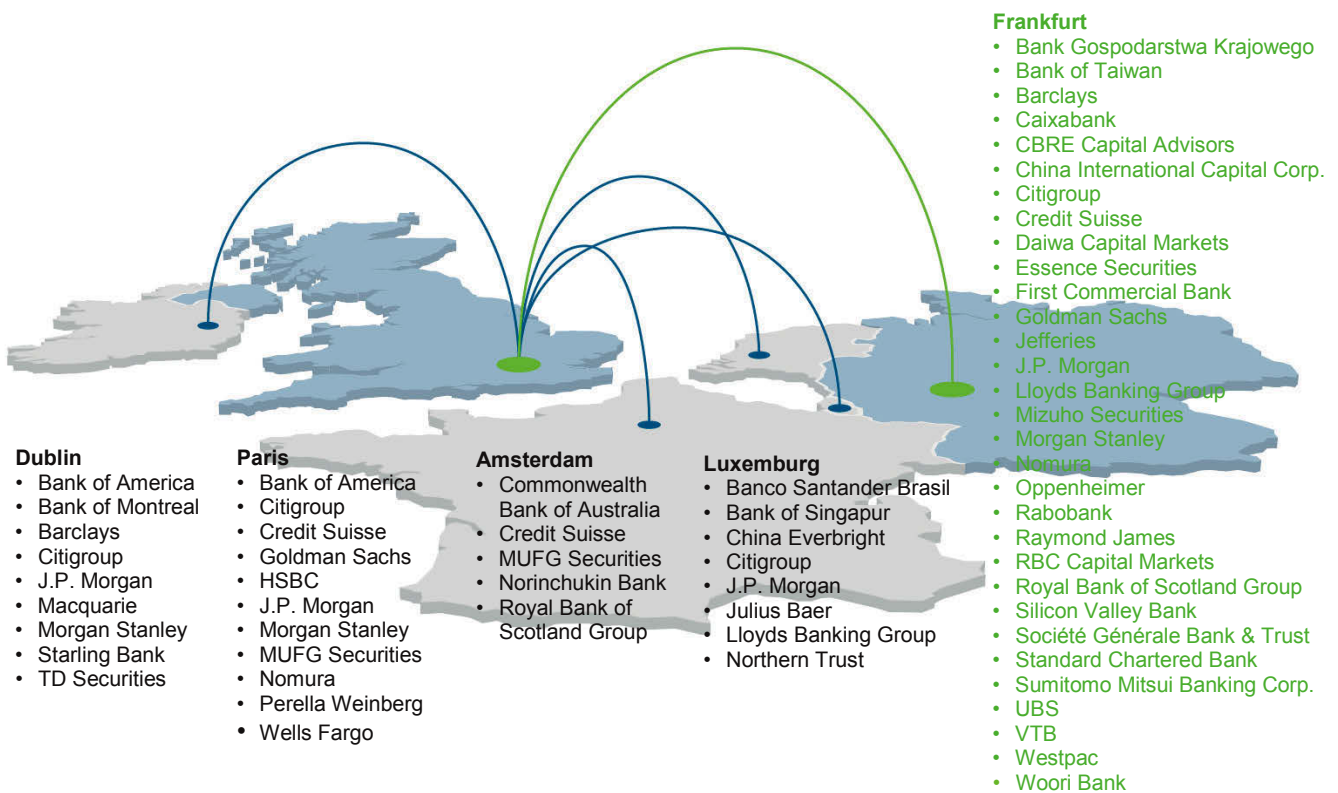 Frankfurt
• Bank Gospodarstwa Krajowego
• Bank of Taiwan
• Barclays
• Caixabank
• CBRE Capital Advisors
• China International Capital Corp.
• Citigroup
• Credit Suisse
• Daiwa Capital Markets
• Essence Securities
• First Commercial Bank
• Goldman Sachs
• Jefferies
• J.P. Morgan
• Lloyds Banking Group
• Mizuho Securities
• Morgan Stanley
• Nomura
• Oppenheimer
• Rabobank
• Raymond James
• RBC Capital Markets
• Royal Bank of Scotland Group
• Silicon Valley Bank
• Société Générale Bank & Trust
• Standard Chartered Bank
• Sumitomo Mitsui Banking Corp.
• UBS
• VTB
• Westpac
• Woori Bank
Dublin
• Bank of America
• Bank of Montreal
• Barclays
• Citigroup
• J.P. Morgan
• Macquarie
• Morgan Stanley
• Starling Bank
• TD Securities
Paris
• Bank of America
• Citigroup
• Credit Suisse
• Goldman Sachs
• HSBC
• J.P. Morgan
• Morgan Stanley
• MUFG Securities
• Nomura
• Perella Weinberg
• Wells Fargo
Amsterdam
• Commonwealth
Bank of Australia
• Credit Suisse
• MUFG Securities
• Norinchukin Bank
• Royal Bank of
Scotland Group
Luxemburg
• Banco Santander Brasil
• Bank of Singapur
• China Everbright
• Citigroup
• J.P. Morgan
• Julius Baer
• Lloyds Banking Group
• Northern Trust